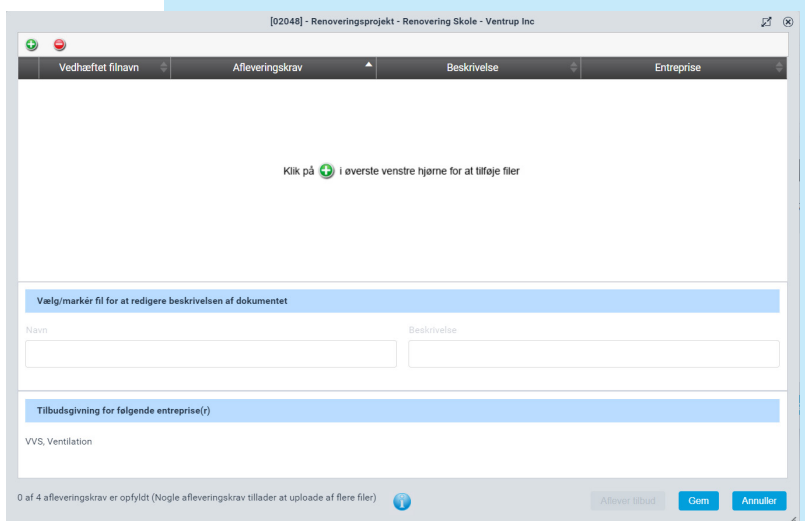 [02048] - Renoveringsprojekt - Renovering Skole - Ventrup Inc
Vedhæftet filnavn Afleveringskrav Beskrivelse Entreprise
Klik på i øverste venstre hjørne for at tilføje filer
Vælg/markér fil for at redigere beskrivelsen af dokumentet
Navn Beskrivelse
Tilbudsgivning for følgende entreprise(r)
VVS, Ventilation
0 af 4 afleveringskrav er opfyldt (Nogle afleveringskrav tillader at uploade af flere filer) Aflever tilbud Gem Annuller